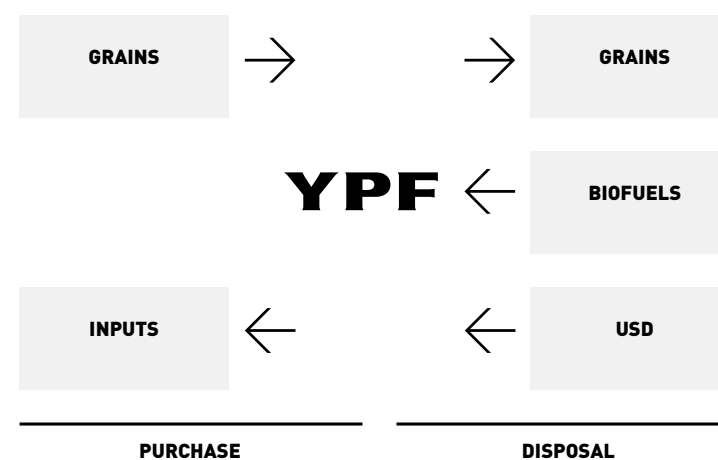 GRAINS
GRAINS
YPF
BIOFUELS
INPUTS
USD
PURCHASE
DISPOSAL